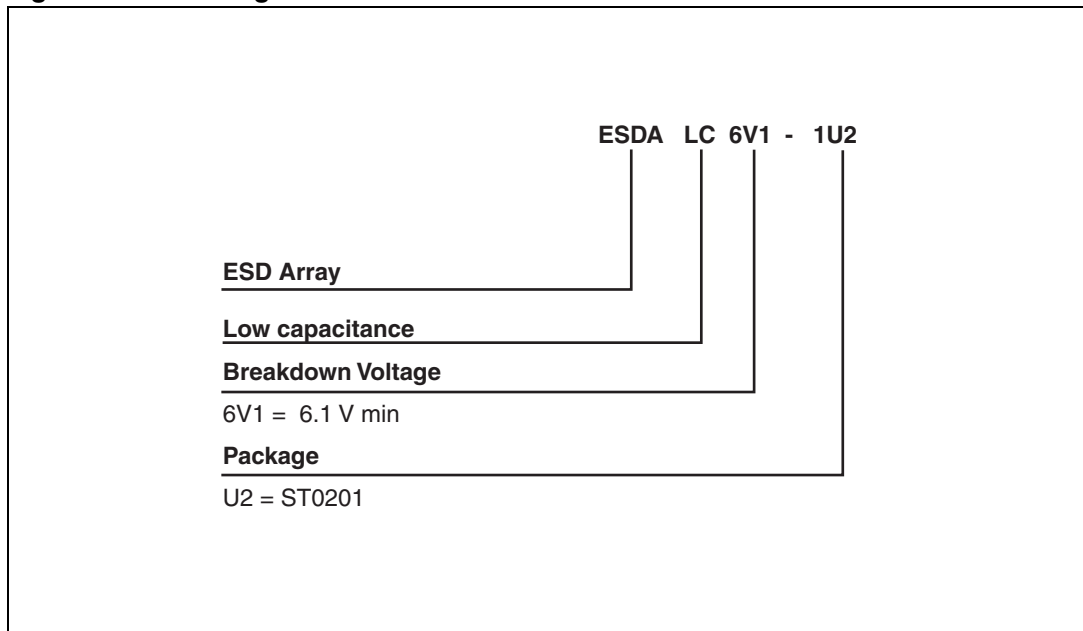 ESDA LC 6V1 - 1U2
ESD Array
Low capacitance
Breakdown Voltage
6V1 = 6.1 V min
Package
U2 = ST0201